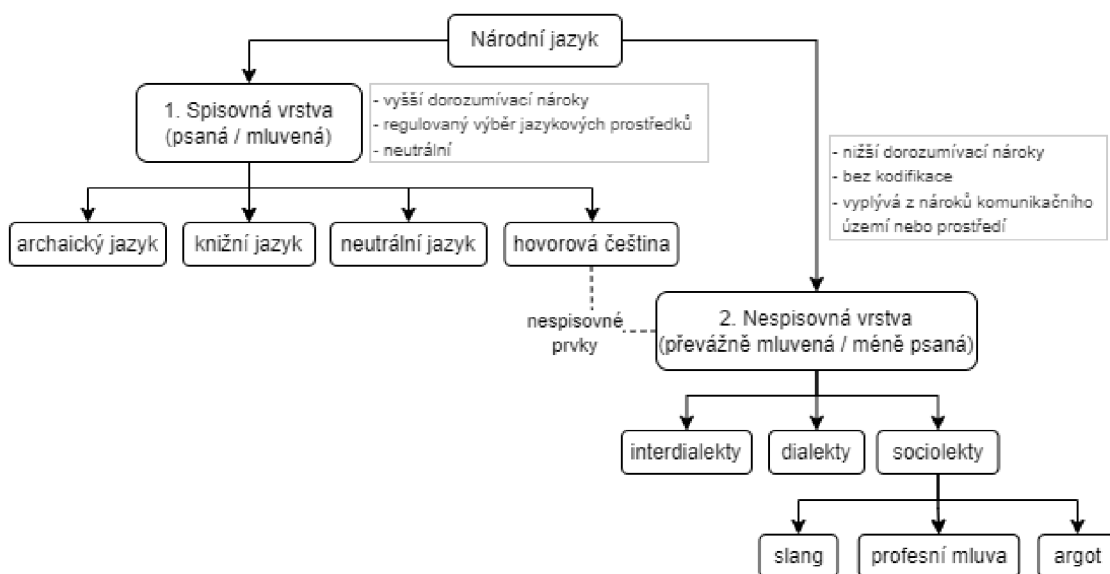 Národní jazyk
1. Spisovná vrstva
(psaná / mluvená)
- vyšší dorozumívací nároky
- regulovaný výběr jazykových prostředků
- neutrální
- nižší dorozumívací nároky
- bez kodifikace
- vyplývá z nároků komunikačního
území nebo prostředí
archaický jazyk
knižní jazyk
neutrální jazyk
hovorová čeština
nespisovné
prvky
2. Nespisovná vrstva
(převážně mluvená / méně psaná)
interdialekty
dialekty
sociolekty
slang
profesní mluva
argot